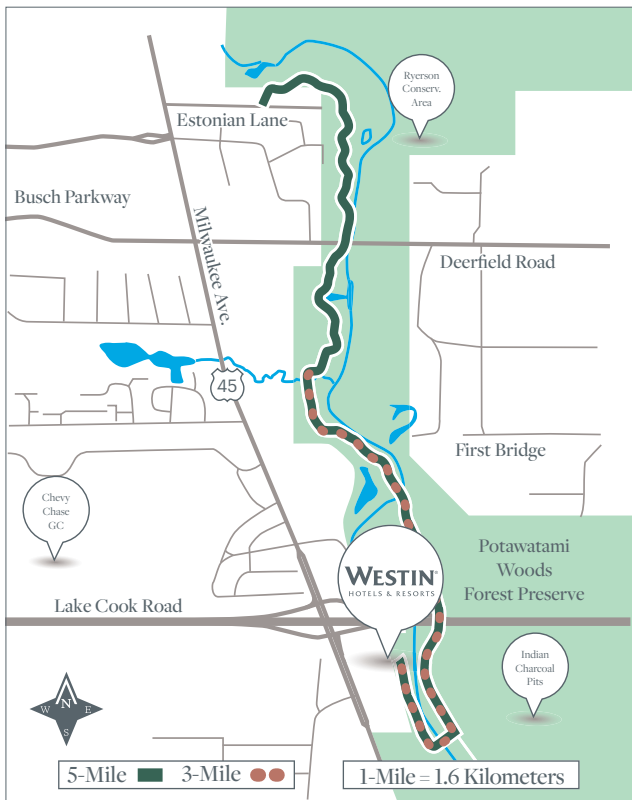 Ryerson
Conserv.
Area
Estonian Lane
Busch Parkway
Milwaukee Ave.
Deerfield Road
45
First Bridge
Chevy
Chase
GC
WESTIN®
HOTELS & RESORTS
Potawatami
Woods
Forest Preserve
Lake Cook Road
Indian
Charcoal
Pits
N
W E
S
5-Mile 3-Mile
1-Mile = 1.6 Kilometers